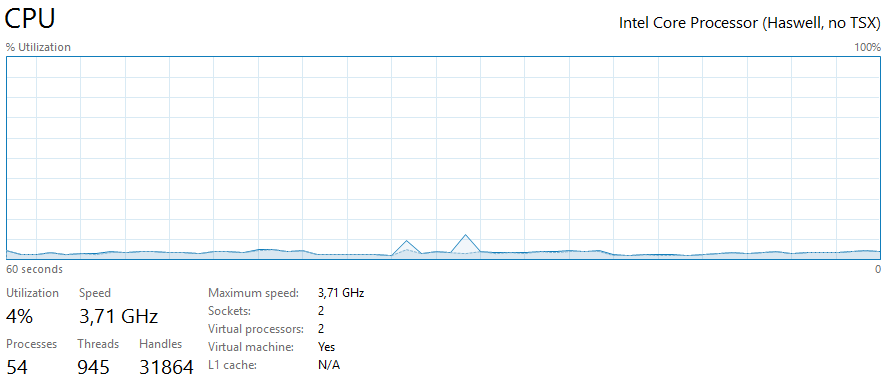 CPU
Intel Core Processor (Haswell, no TSX)
% Utilization
100%
60 seconds
0
Utilization Speed
4% 3,71 GHz
Processes Threads Handles
54 945 31864
Maximum speed: 3,71 GHz
Sockets: 2
Virtual processors: 2
Virtual machine: Yes
L1 cache: N/A